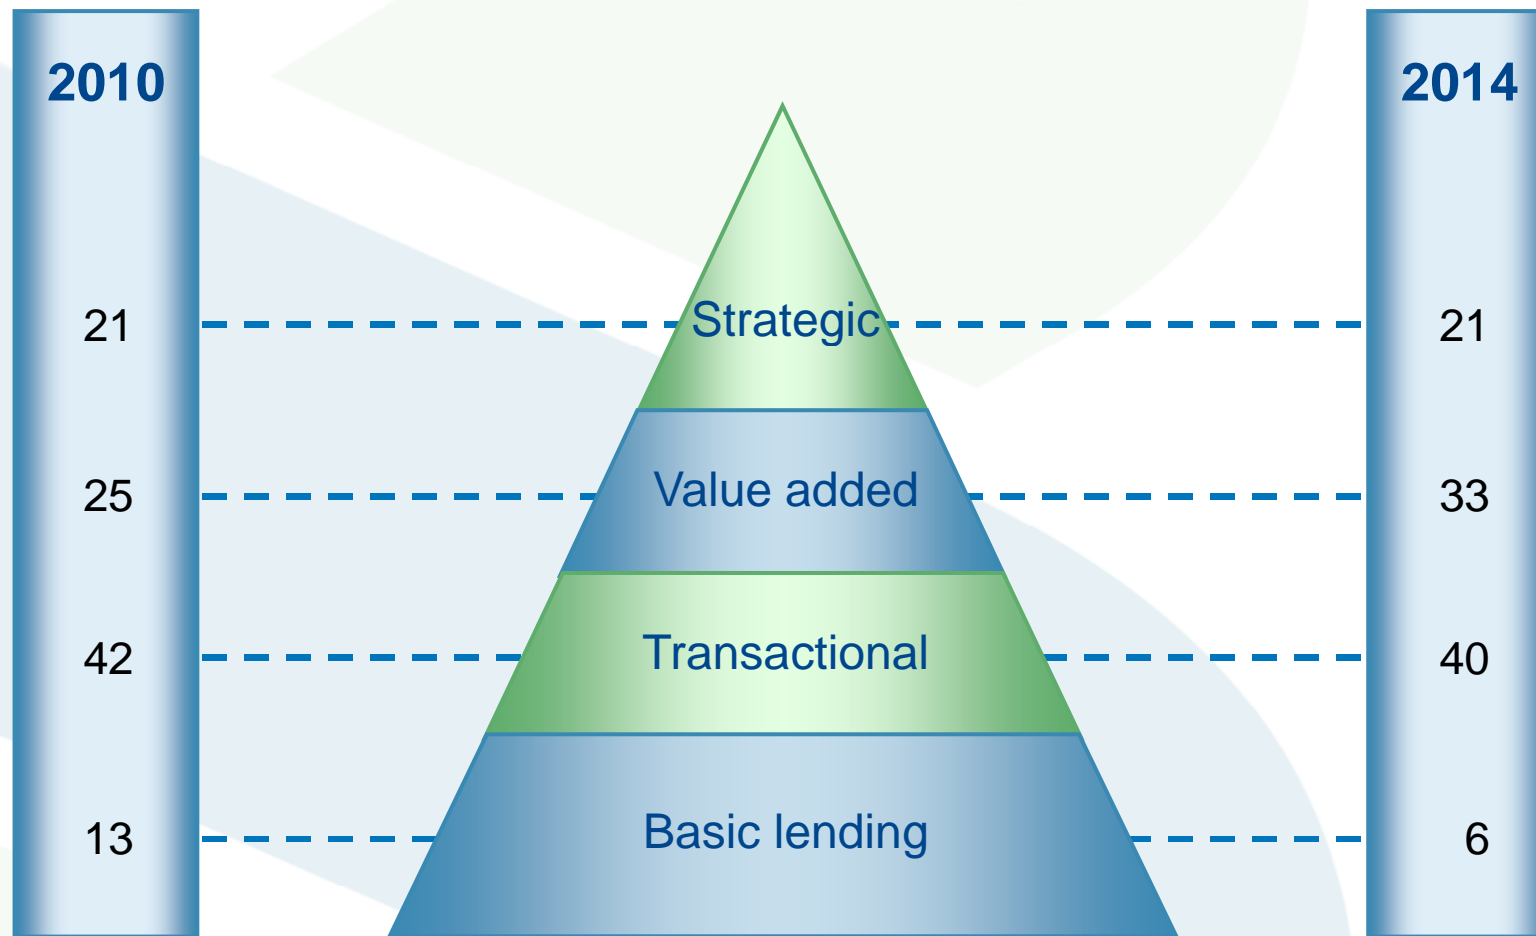 2010 2014
21 Strategic 21
25 Value added 33
42 Transactional 40
13 Basic lending 6